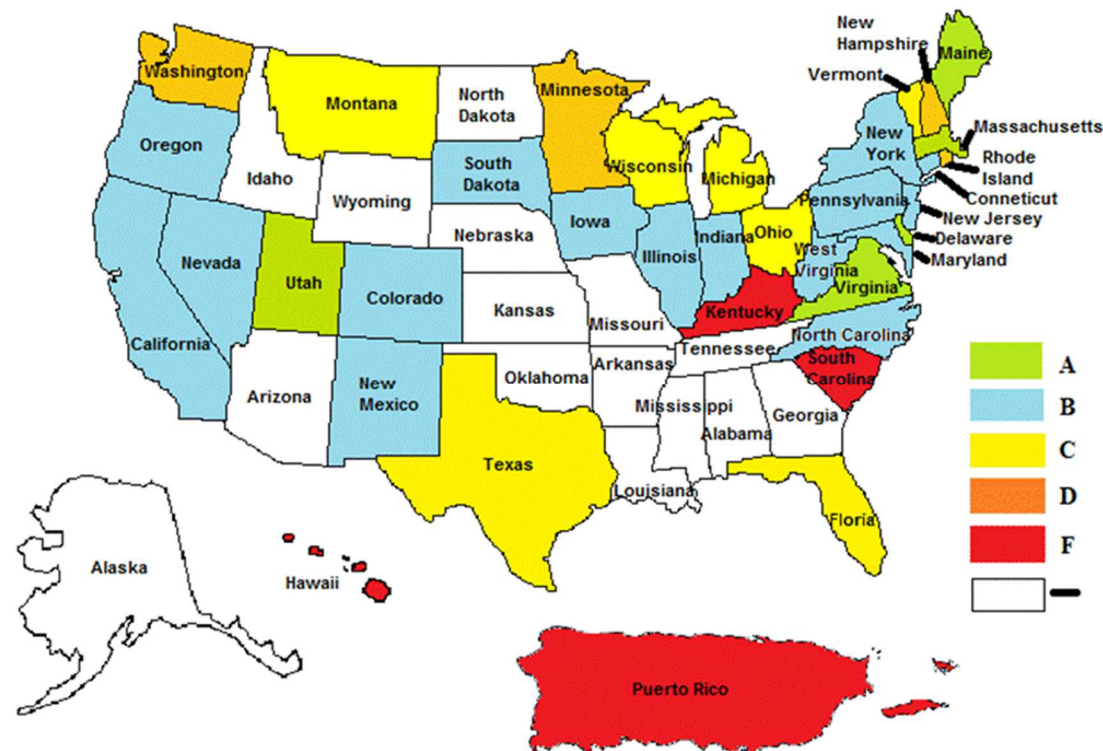 New
Hampshire
Maine
Vermont
Washington
Montana
North
Dakota
Minnesota
Massachusetts
Oregon
Idaho
South
Dakota
Wisconsin
Michigan
New
York
Rhode
Island
Conneticut
Wyoming
Pennsylvania
New Jersey
Iowa
Nebraska
Illinois
Indiana
Ohio
Delaware
Maryland
West
Virginia
Nevada
Utah
Colorado
Virginia
Kansas
Kentucky
Missouri
California
North Carolina
Tennessee
South
Carolina
A
Arizona
New
Mexico
Oklahoma
Arkansas
Mississippi
Georgia
Alabama
B
Texas
C
Louisiana
Floria
D
F
Alaska
Hawaii
Puerto Rico